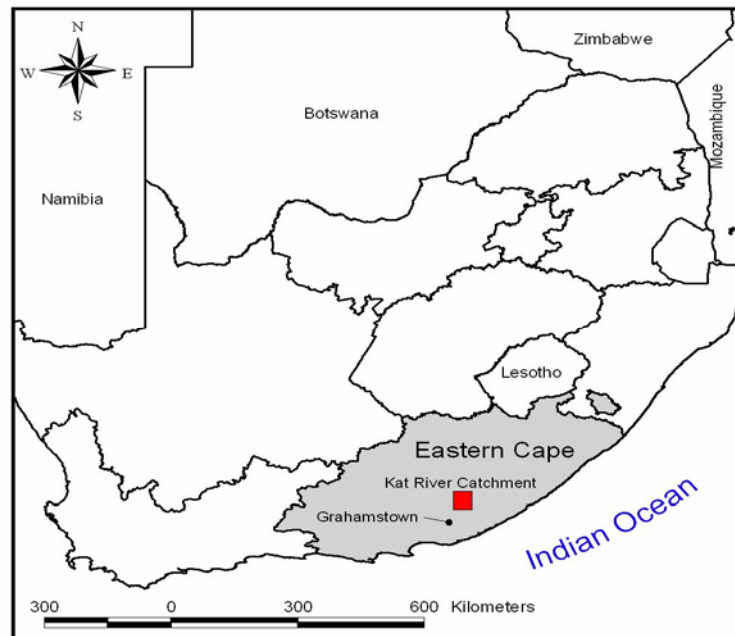 N
W E
S
Zimbabwe
Mozambique
Botswana
Namibia
Lesotho
Eastern Cape
Kat River Catchment
Grahamstown
Indian Ocean
300 0 300 600 Kilometers